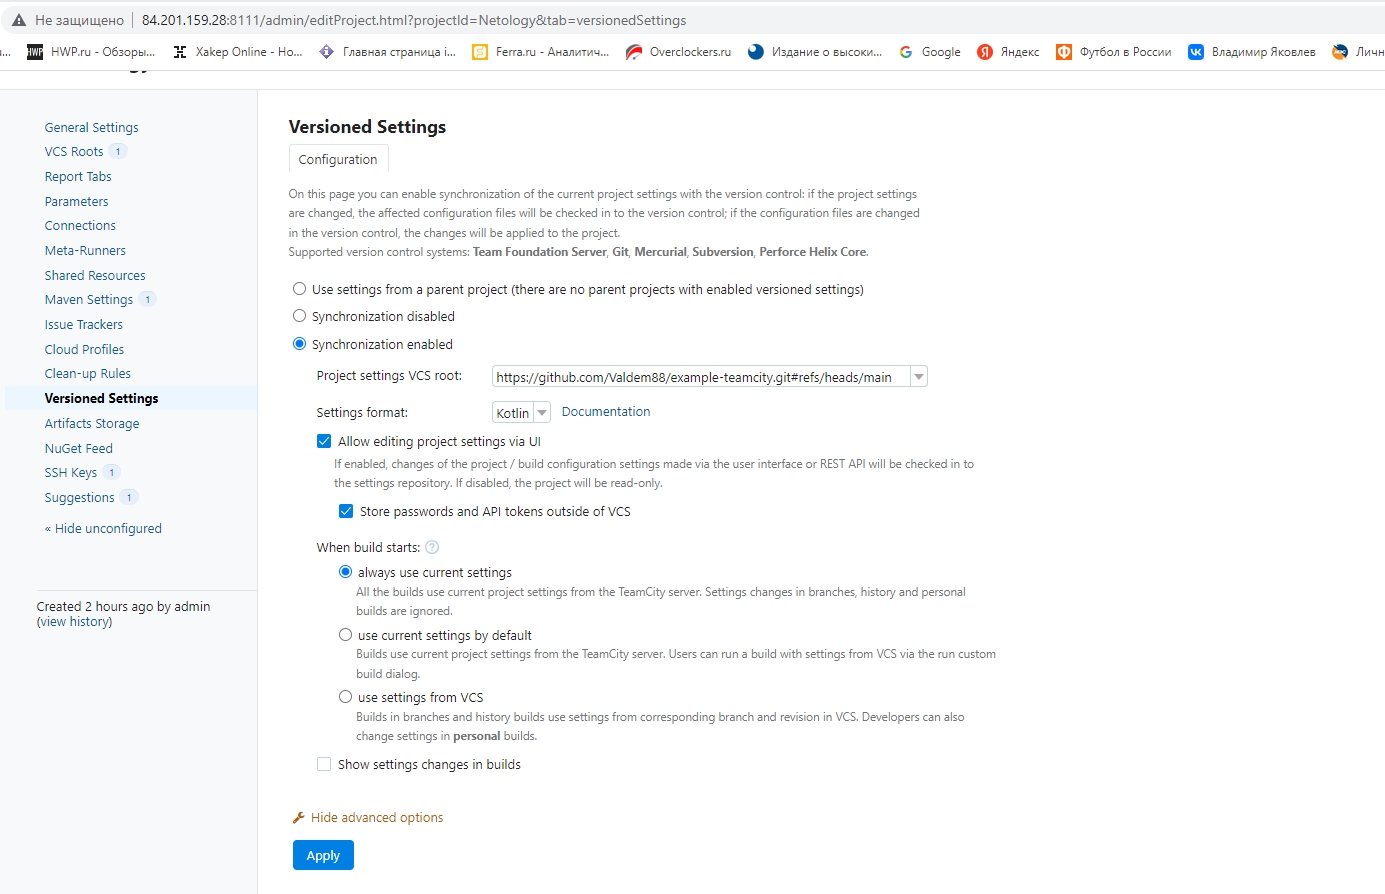 Не защищено 84.201.159.28:8111/admin/editProject.html?projectId=Netology&tab=versionedSettings
HWP HWP.ru - Обзоры... Xakep Online - Но... Главная страница i... Ferra.ru - Аналитич... Overclockers.ru Издание о высоки... Google Яндекс Футбол в России Владимир Яковлев Личн
General Settings
VCS Roots 1
Report Tabs
Parameters
Connections
Meta-Runners
Shared Resources
Maven Settings 1
Issue Trackers
Cloud Profiles
Clean-up Rules
Versioned Settings
Artifacts Storage
NuGet Feed
SSH Keys 1
Suggestions 1
« Hide unconfigured
Created 2 hours ago by admin
(view history)
Versioned Settings
Configuration
On this page you can enable synchronization of the current project settings with the version control: if the project settings
are changed, the affected configuration files will be checked in to the version control; if the configuration files are changed
in the version control, the changes will be applied to the project.
Supported version control systems: Team Foundation Server, Git, Mercurial, Subversion, Perforce Helix Core.
Use settings from a parent project (there are no parent projects with enabled versioned settings)
Synchronization disabled
Synchronization enabled
Project settings VCS root: https://github.com/Valdem88/example-teamcity.git#refs/heads/main
Settings format: Kotlin Documentation
Allow editing project settings via UI
If enabled, changes of the project / build configuration settings made via the user interface or REST API will be checked in to
the settings repository. If disabled, the project will be read-only.
Store passwords and API tokens outside of VCS
When build starts: ?
always use current settings
All the builds use current project settings from the TeamCity server. Settings changes in branches, history and personal
builds are ignored.
use current settings by default
Builds use current project settings from the TeamCity server. Users can run a build with settings from VCS via the run custom
build dialog.
use settings from VCS
Builds in branches and history builds use settings from corresponding branch and revision in VCS. Developers can also
change settings in personal builds.
Show settings changes in builds
Hide advanced options
Apply